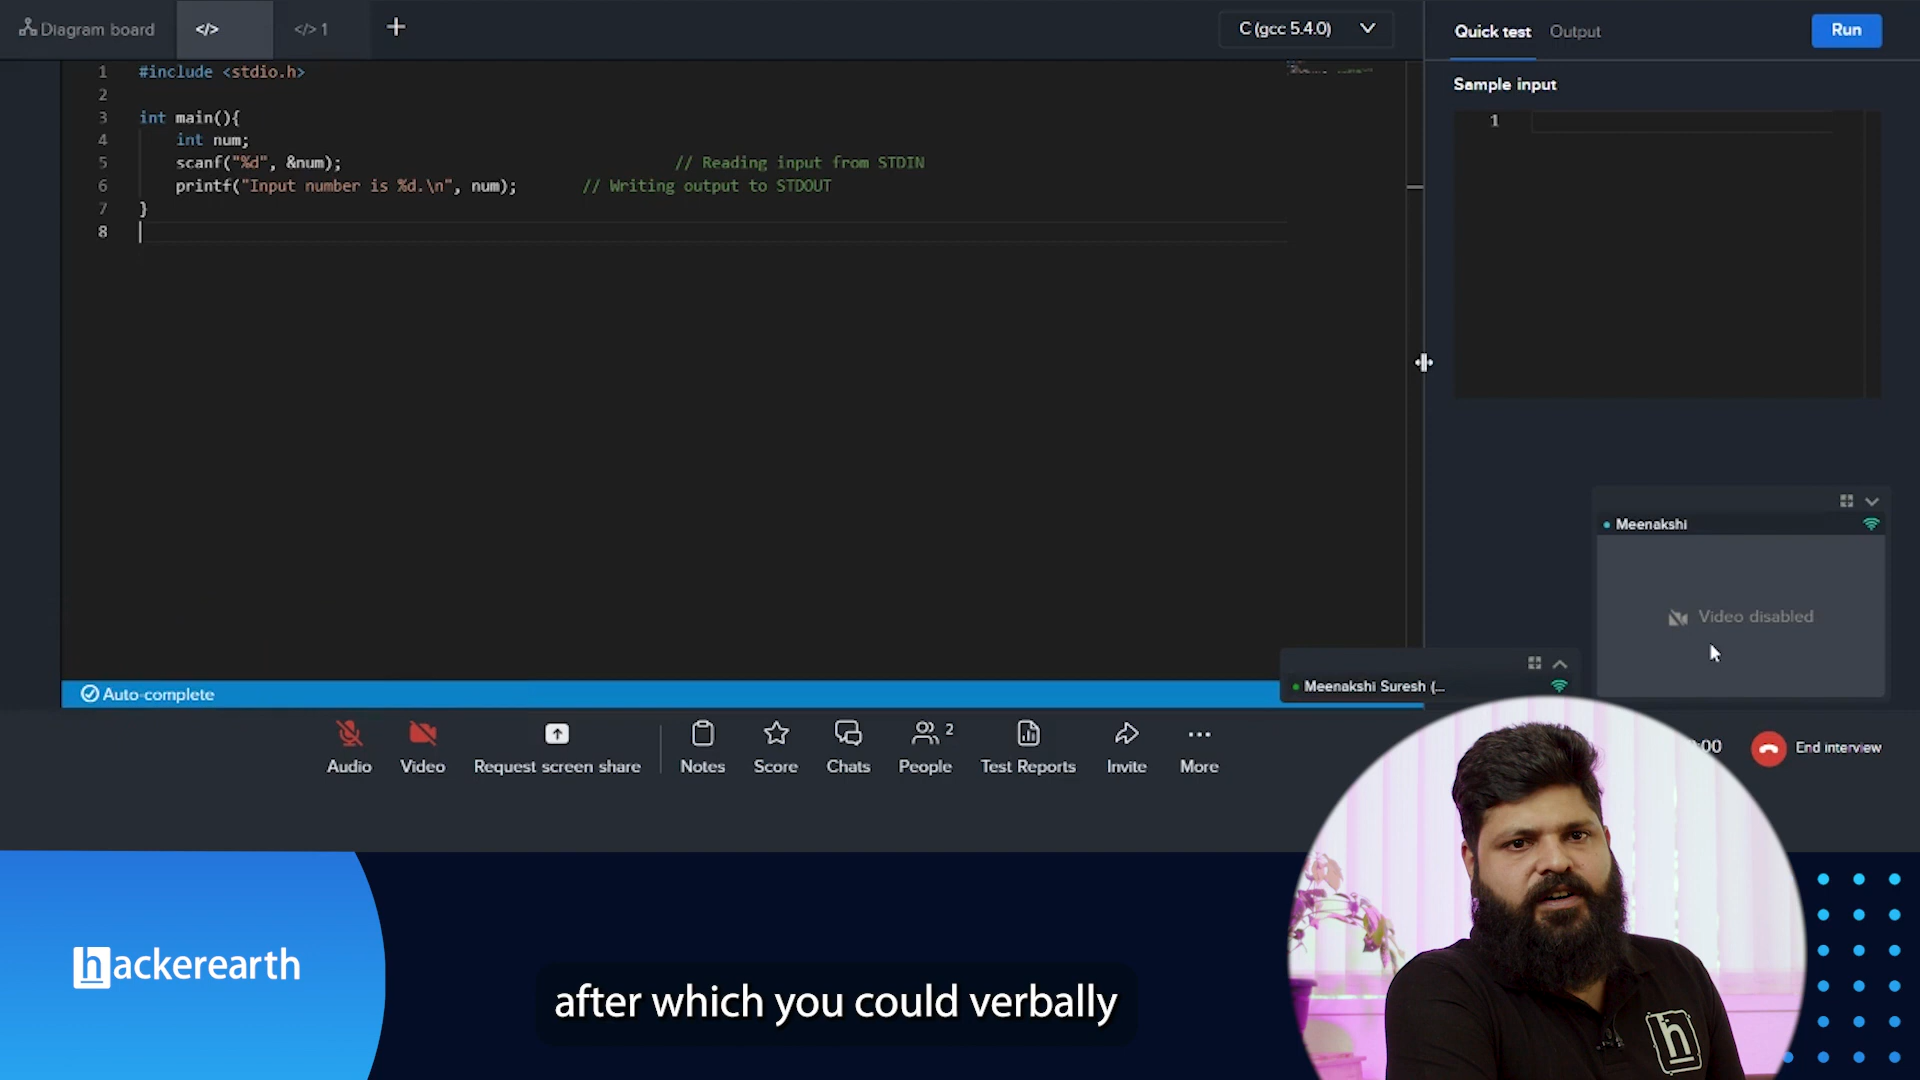 Diagram board
</>
</> 1
+
C (gcc 5.4.0)
Quick test
Output
Run
1 #include <stdio.h>
2
3 int main(){
4 int num;
5 scanf("%d", &num); // Reading input from STDIN
6 printf("Input number is %d.\n", num); // Writing output to STDOUT
7 }
8
Sample input
1
Meenakshi
Video disabled
Meenakshi Suresh (...
Auto-complete
Audio
Video
Request screen share
Notes
Score
Chats
People 2
Test Reports
Invite
More
:00
End interview
hackerearth
after which you could verbally
h